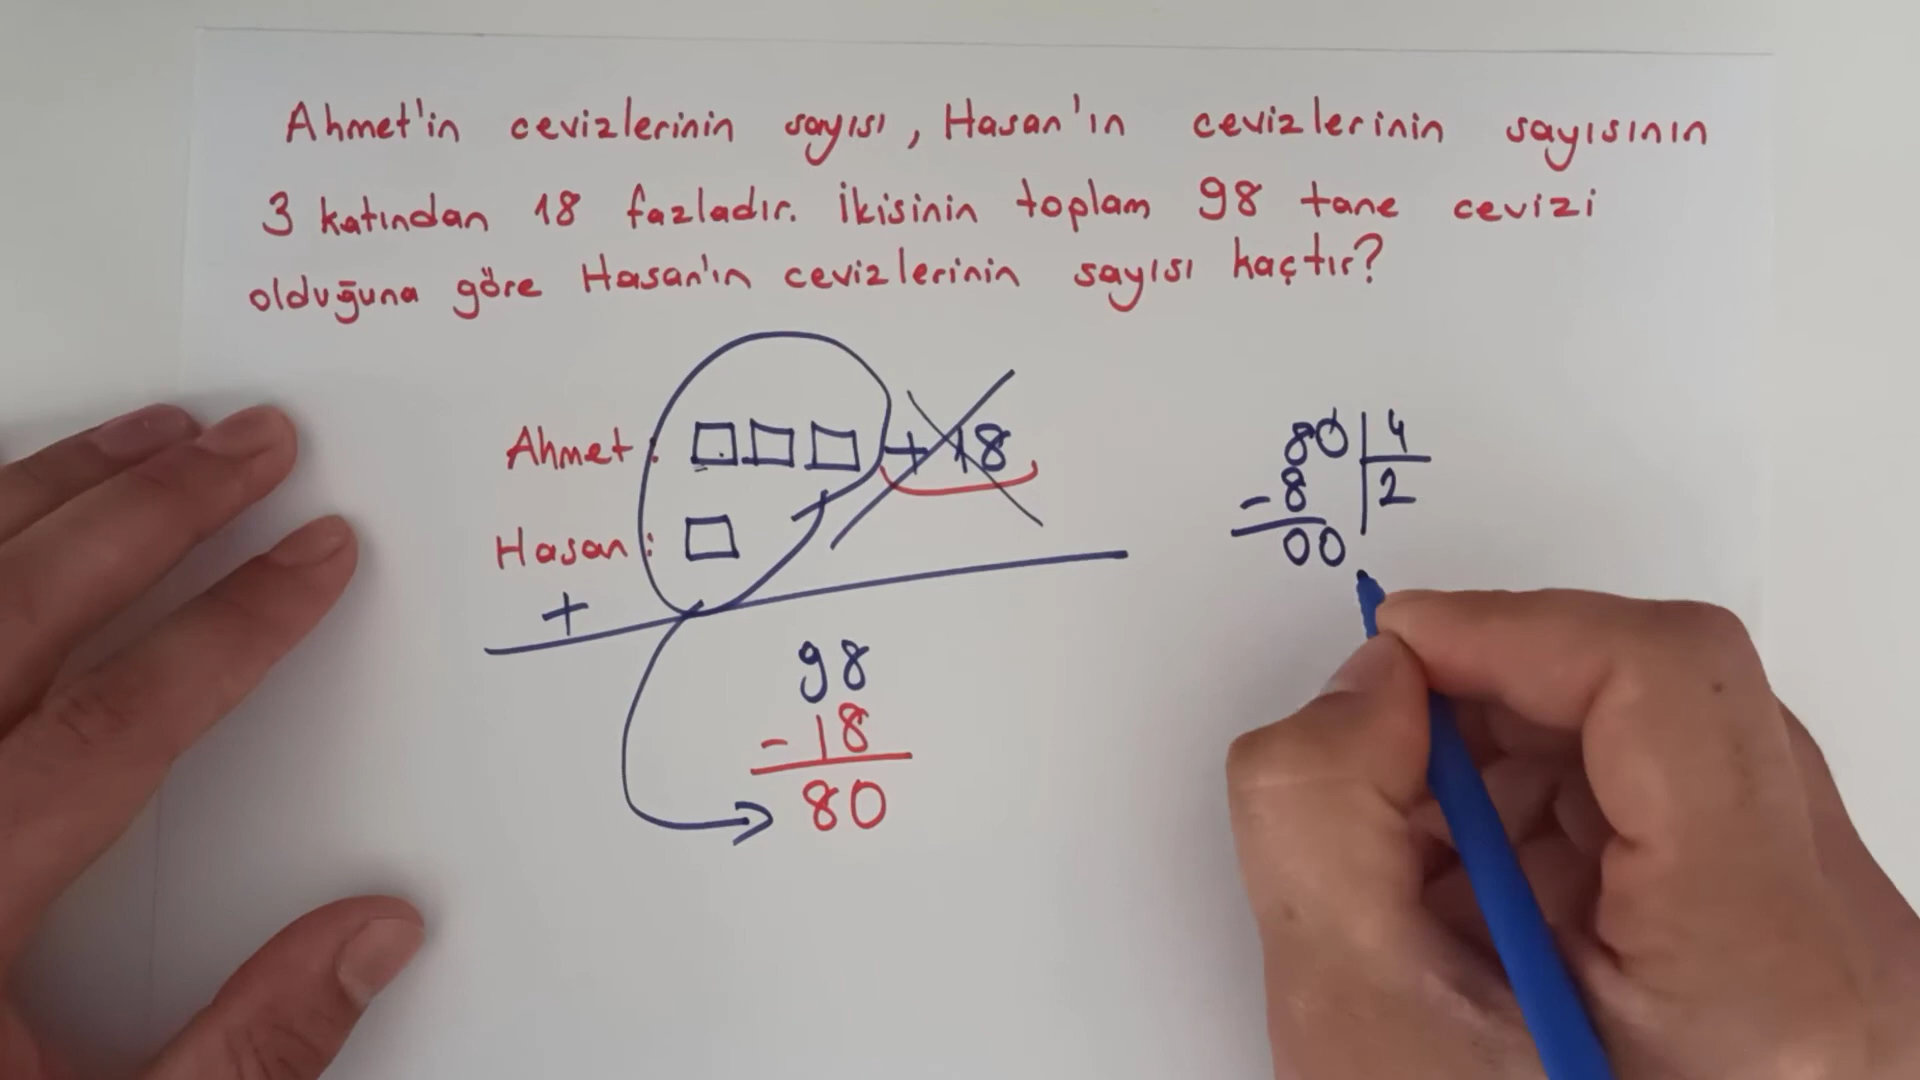 Ahmet'in cevizlerinin sayısı, Hasan'ın cevizlerinin sayısının
3 katından 18 fazladır. İkisinin toplam 98 tane cevizi
olduğuna göre Hasan'ın cevizlerinin sayısı kaçtır?
Ahmet: □□□ + 18
Hasan: □
+
98
- 18
80
80 | 4
- 8 | 2
00